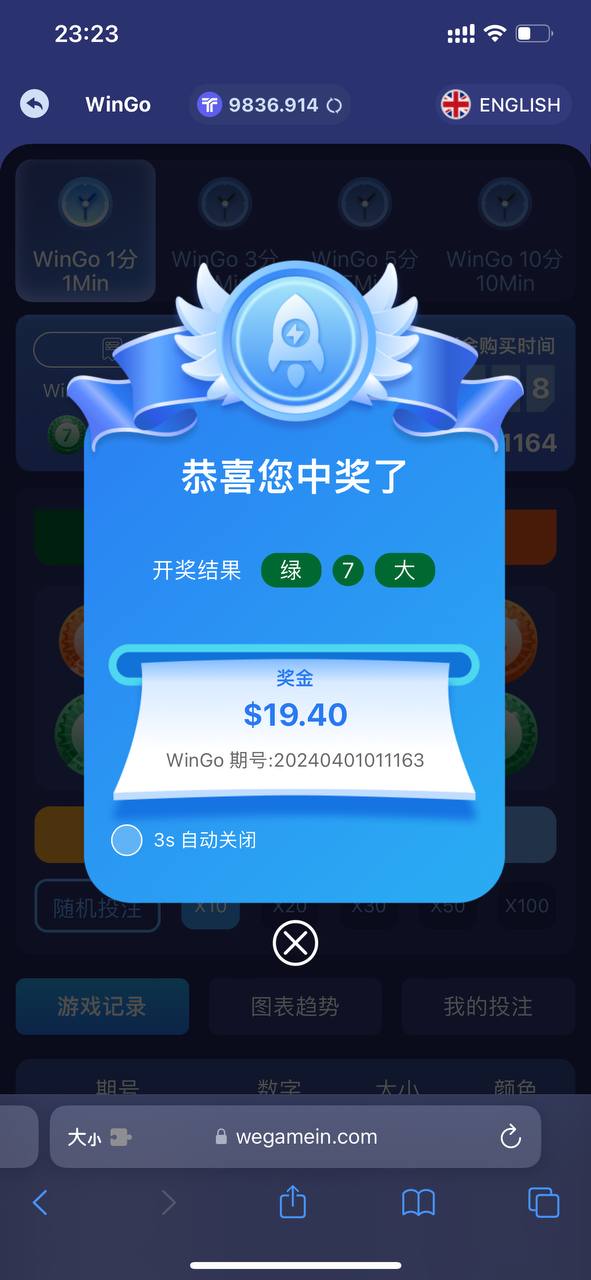 23:23
WinGo 9836.914 ENGLISH
WinGo 1分 WinGo 3分 WinGo 5分 WinGo 10分
1Min 10Min
购买时间
8
7 1164
恭喜您中奖了
开奖结果 绿 7 大
奖金
$19.40
WinGo 期号:20240401011163
3s 自动关闭
随机投注 X10 X20 X30 X50 X100
游戏记录 图表趋势 我的投注
期号 数字 大小 颜色
大小 wegamein.com